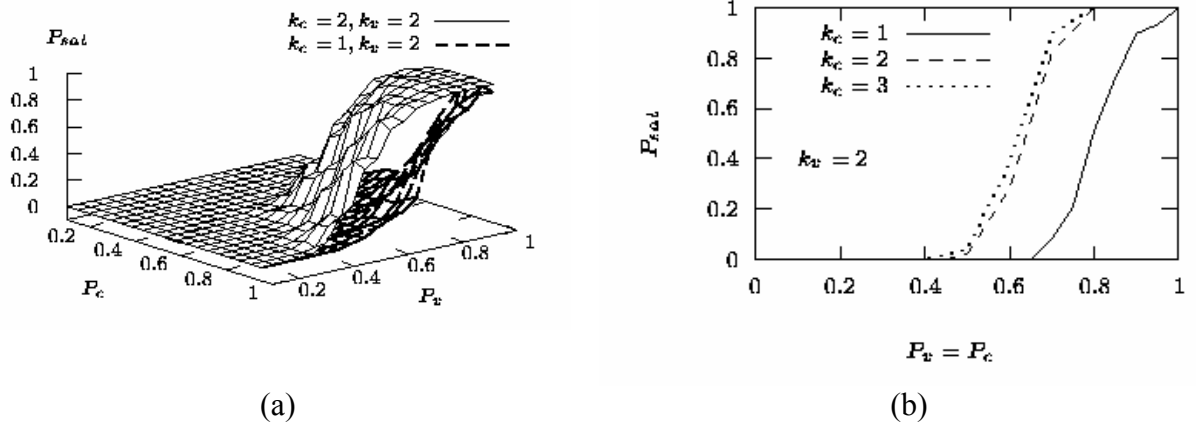 P_sat
k_c = 2, k_v = 2
k_c = 1, k_v = 2
1
0.8
0.6
0.4
0.2
0
0.2
0.4
0.6
0.8
1
P_c
0.2
0.4
0.6
0.8
1
P_v
(a)
P_sat
1
0.8
0.6
0.4
0.2
0
k_c = 1
k_c = 2
k_c = 3
k_v = 2
0 0.2 0.4 0.6 0.8 1
P_v = P_c
(b)